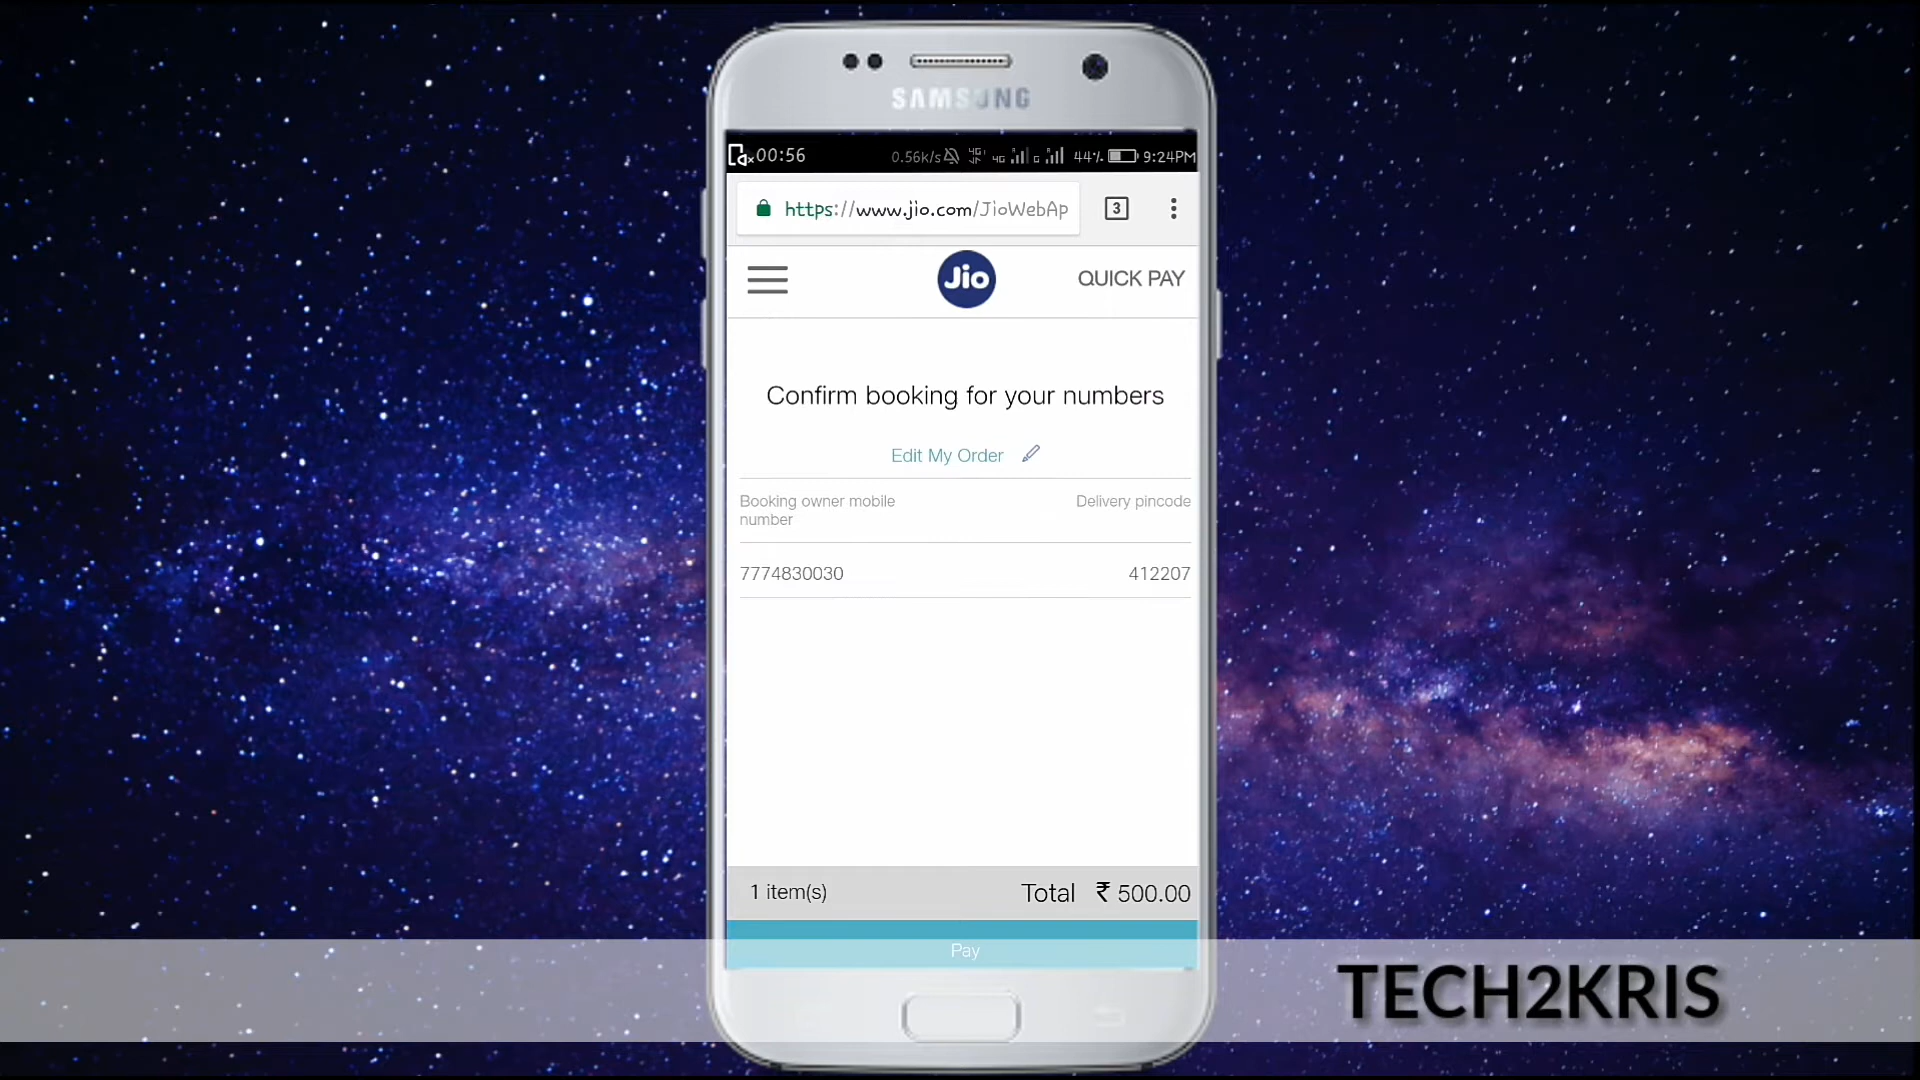 SAMSUNG
00:56 0.56k/s 4G 4G G 44% 9:24PM
https://www.jio.com/JioWebAp 3
Jio QUICK PAY
Confirm booking for your numbers
Edit My Order
Booking owner mobile number Delivery pincode
7774830030 412207
1 item(s) Total ₹ 500.00
Pay
TECH2KRIS